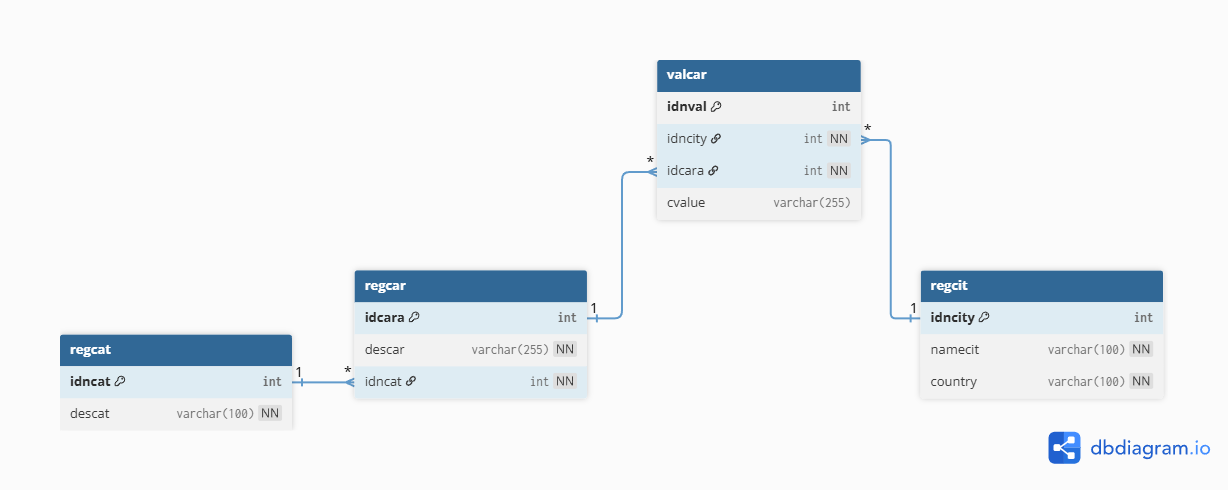 valcar
idnval int
idncity int NN
idcara int NN
cvalue varchar(255)
* *
regcar
idcara int
descar varchar(255) NN
idncat int NN
1 *
regcit
idncity int
namecit varchar(100) NN
country varchar(100) NN
1
regcat
idncat int
descat varchar(100) NN
1
dbdiagram.io